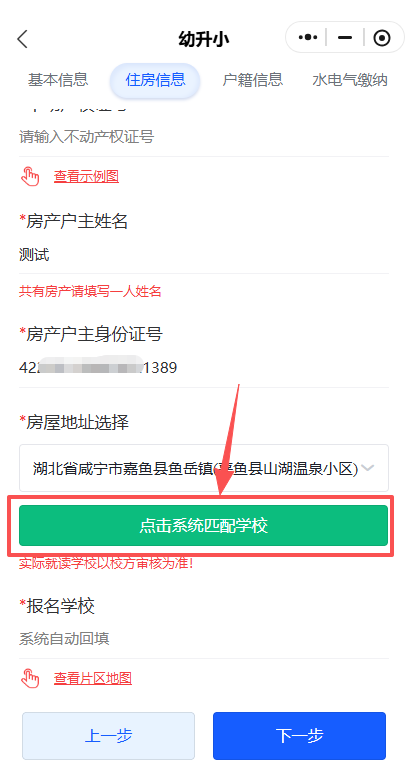 幼升小
基本信息 住房信息 户籍信息 水电气缴纳
请输入不动产权证号
查看示例图
*房产户主姓名
测试
共有房产请填写一人姓名
*房产户主身份证号
42 1389
*房屋地址选择
湖北省咸宁市嘉鱼县鱼岳镇(嘉鱼县山湖温泉小区)
点击系统匹配学校
实际就读学校以校方审核为准!
*报名学校
系统自动回填
查看片区地图
上一步 下一步